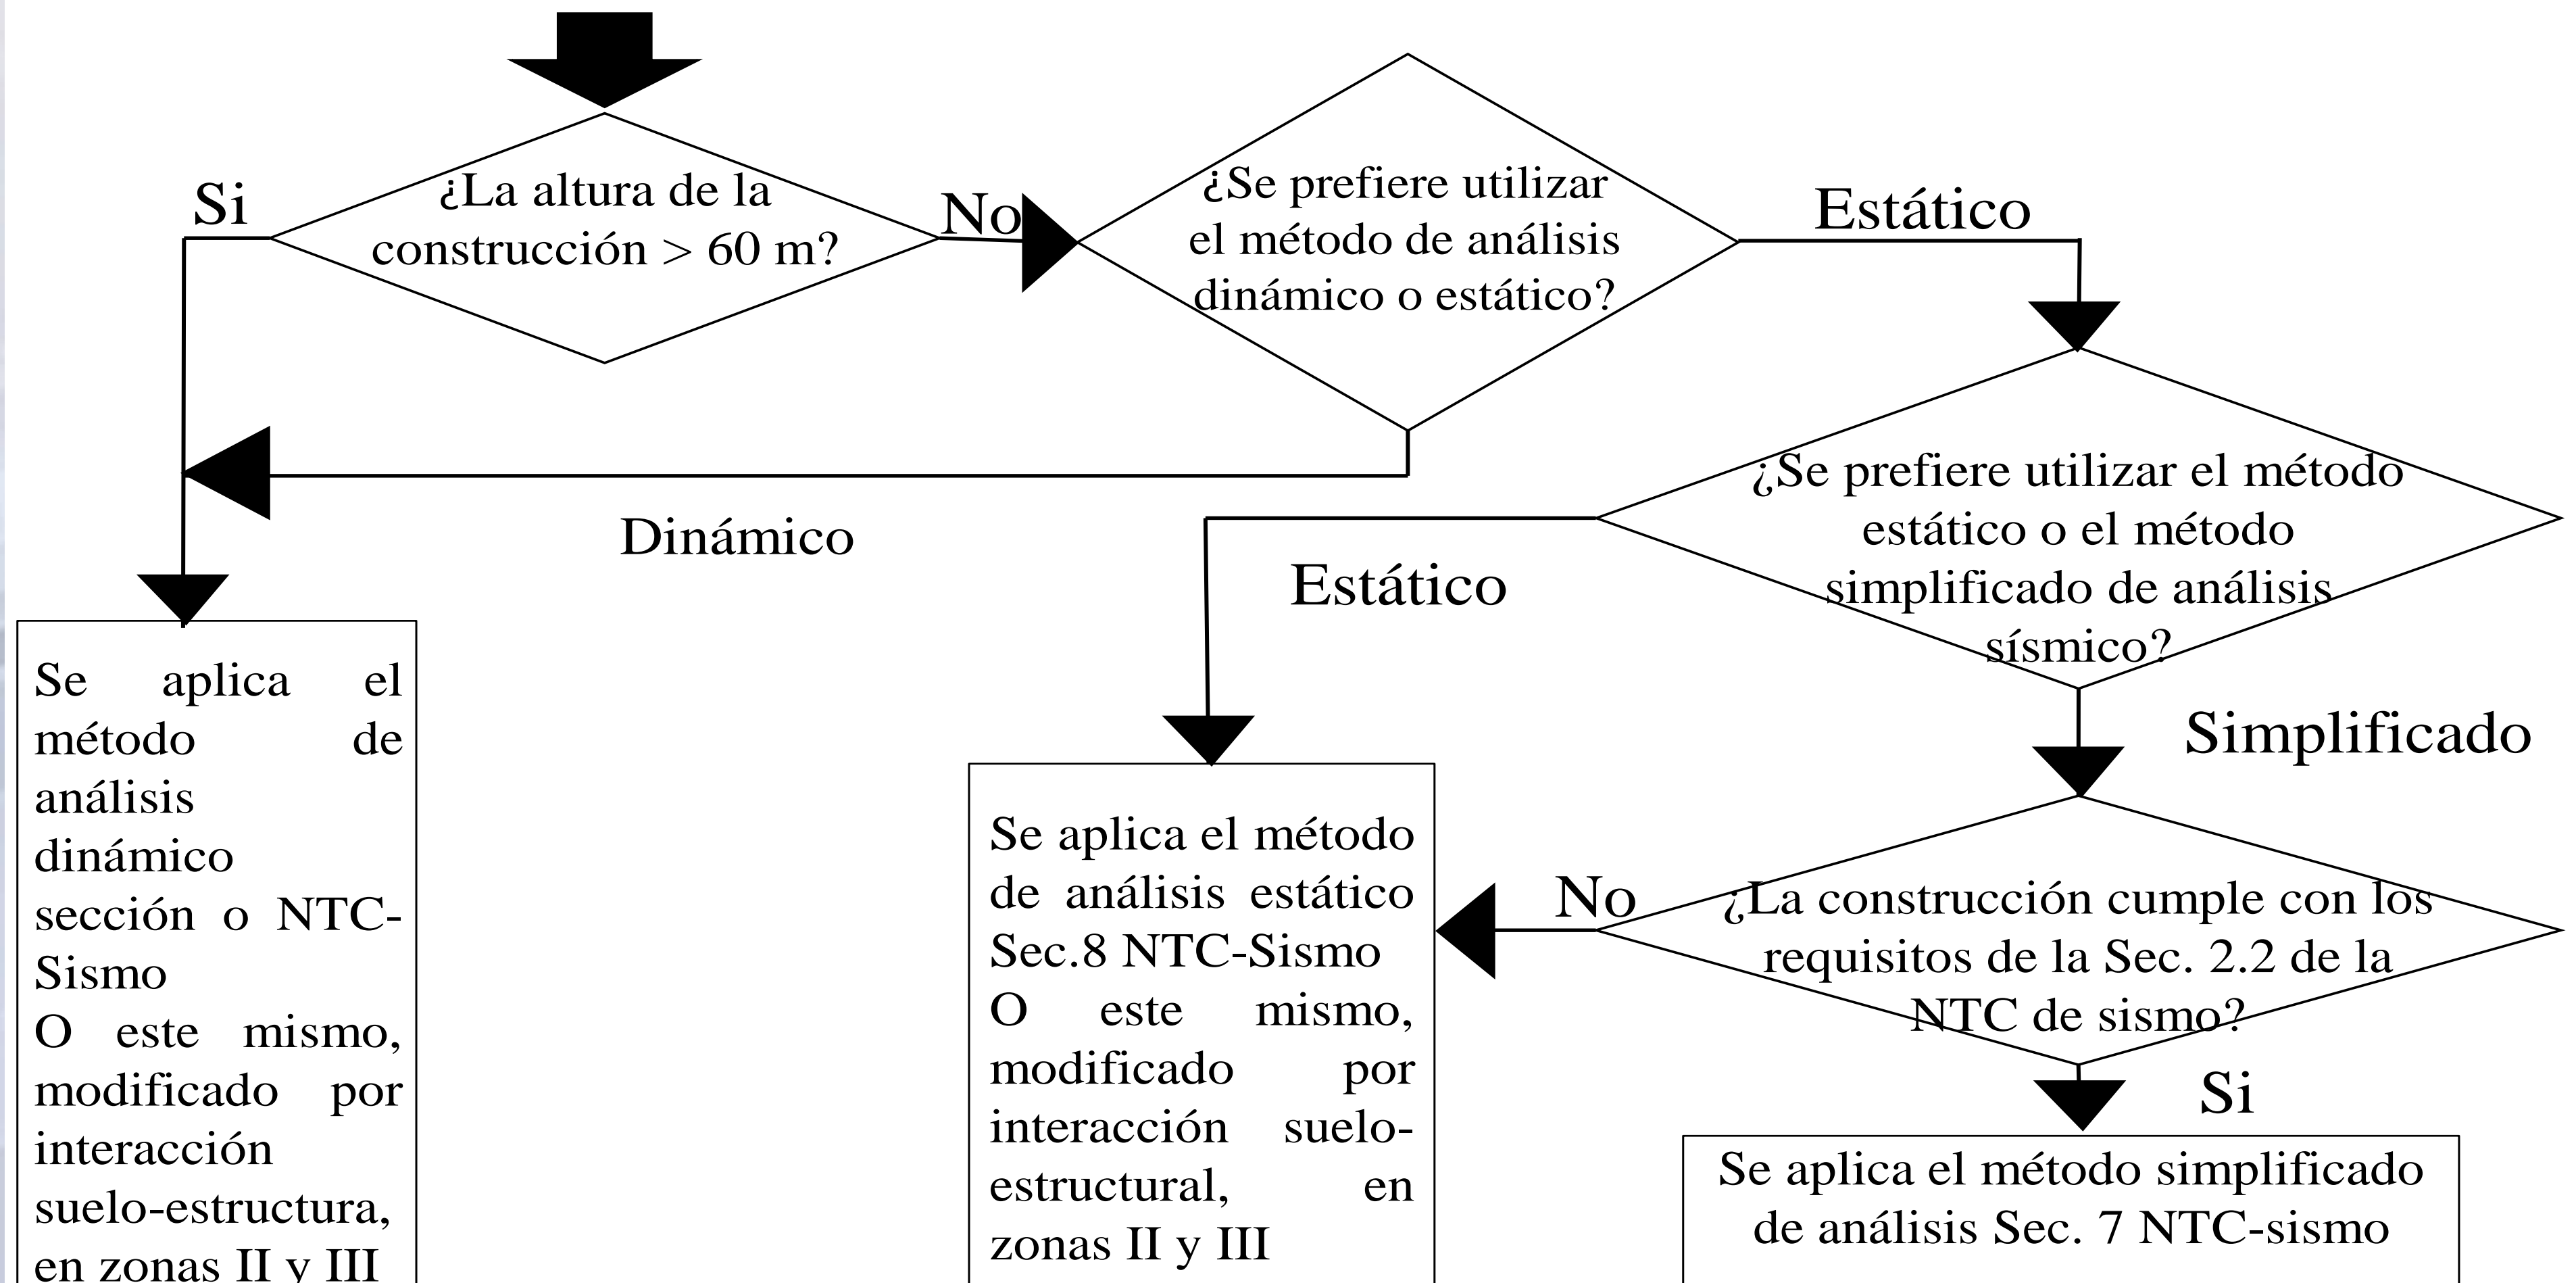 Si
¿La altura de la
construcción > 60 m?
No
¿Se prefiere utilizar
el método de análisis
dinámico o estático?
Estático
Dinámico
¿Se prefiere utilizar el método
estático o el método
simplificado de análisis
sísmico?
Estático
Simplificado
Se aplica el
método de
análisis
dinámico
sección o NTC-
Sismo
O este mismo,
modificado por
interacción
suelo-estructura,
en zonas II y III
Se aplica el método
de análisis estático
Sec.8 NTC-Sismo
O este mismo,
modificado por
interacción suelo-
estructural, en
zonas II y III
No
¿La construcción cumple con los
requisitos de la Sec. 2.2 de la
NTC de sismo?
Si
Se aplica el método simplificado
de análisis Sec. 7 NTC-sismo